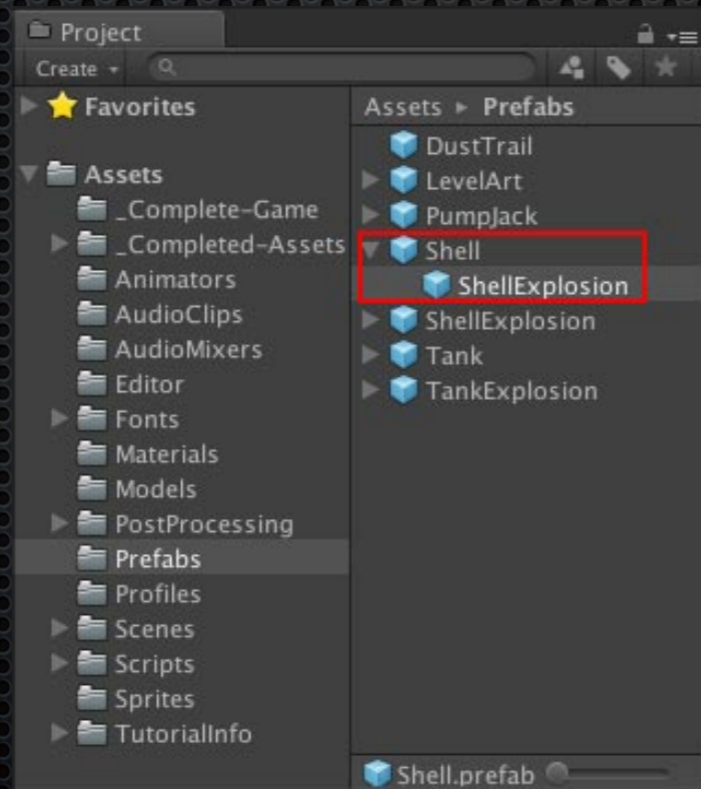 Project
Create
Favorites
Assets
_Complete-Game
_Completed-Assets
Animators
AudioClips
AudioMixers
Editor
Fonts
Materials
Models
PostProcessing
Prefabs
Profiles
Scenes
Scripts
Sprites
TutorialInfo
Assets Prefabs
DustTrail
LevelArt
PumpJack
Shell
ShellExplosion
ShellExplosion
Tank
TankExplosion
Shell.prefab